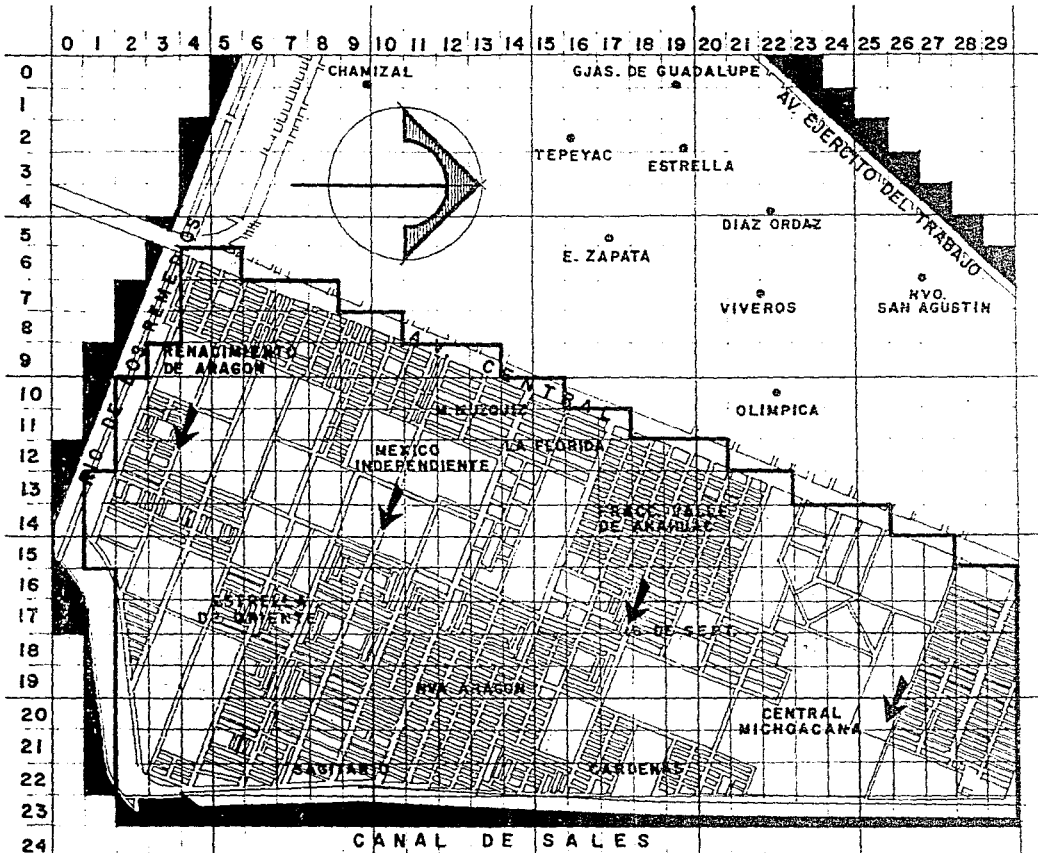 0 1 2 3 4 5 6 7 8 9 10 11 12 13 14 15 16 17 18 19 20 21 22 23 24 25 26 27 28 29
0
1
2
3
4
5
6
7
8
9
10
11
12
13
14
15
16
17
18
19
20
21
22
23
24
CHAMIZAL
GJAS. DE GUADALUPE
AV. EJERCITO DEL TRABAJO
TEPEYAC
ESTRELLA
DIAZ ORDAZ
E. ZAPATA
VIVEROS
NVO.
SAN AGUSTIN
RIO DE LOS REMEDIOS
RENACIMIENTO
DE ARAGON
AV. CENTRAL
OLIMPICA
M. MUZQUIZ
LA FLORIDA
MEXICO
INDEPENDIENTE
FRACC. VALLE
DE ANAHUAC
ESTRELLA
DE ORIENTE
DE SEPT.
NVA ARAGON
CENTRAL
MICHOACANA
SAGITARIO
CARDENAS
CANAL DE SALES